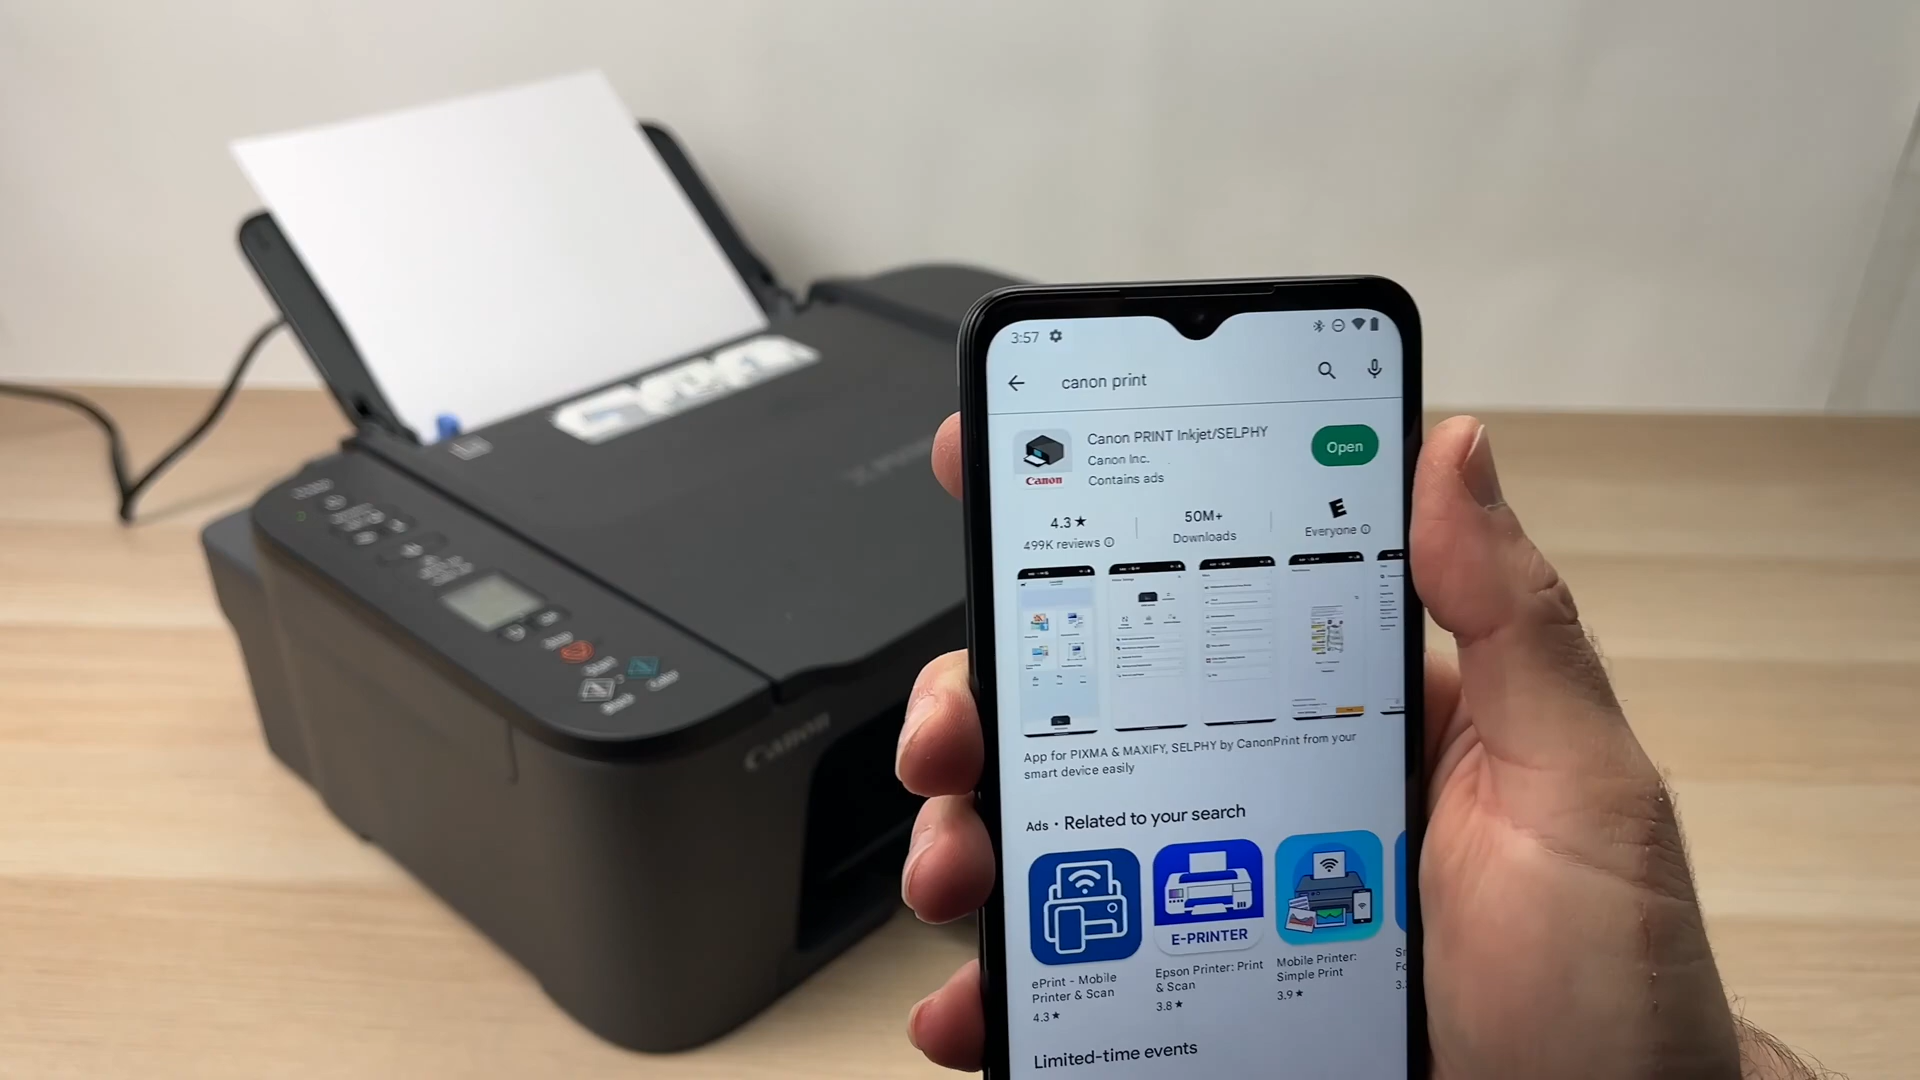 3:57
canon print
Canon PRINT Inkjet/SELPHY
Canon Inc.
Contains ads
Open
Canon
4.3★
499K reviews
50M+
Downloads
E
Everyone
App for PIXMA & MAXIFY, SELPHY by CanonPrint from your
smart device easily
Ads · Related to your search
E-PRINTER
ePrint - Mobile
Printer & Scan
4.3★
Epson Printer: Print
& Scan
3.8★
Mobile Printer:
Simple Print
3.9★
3.
Limited-time events
Canon
Color